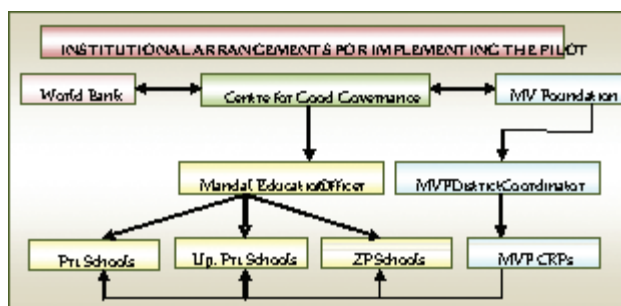 INSTITUTIONAL ARRANGEMENTS FOR IMPLEMENTING THE PILOT
World Bank
Centre for Good Governance
MV Foundation
Mandal Education Officer
MVF District Coordinator
Pri. Schools
Up. Pri. Schools
ZP Schools
MVF CRPs